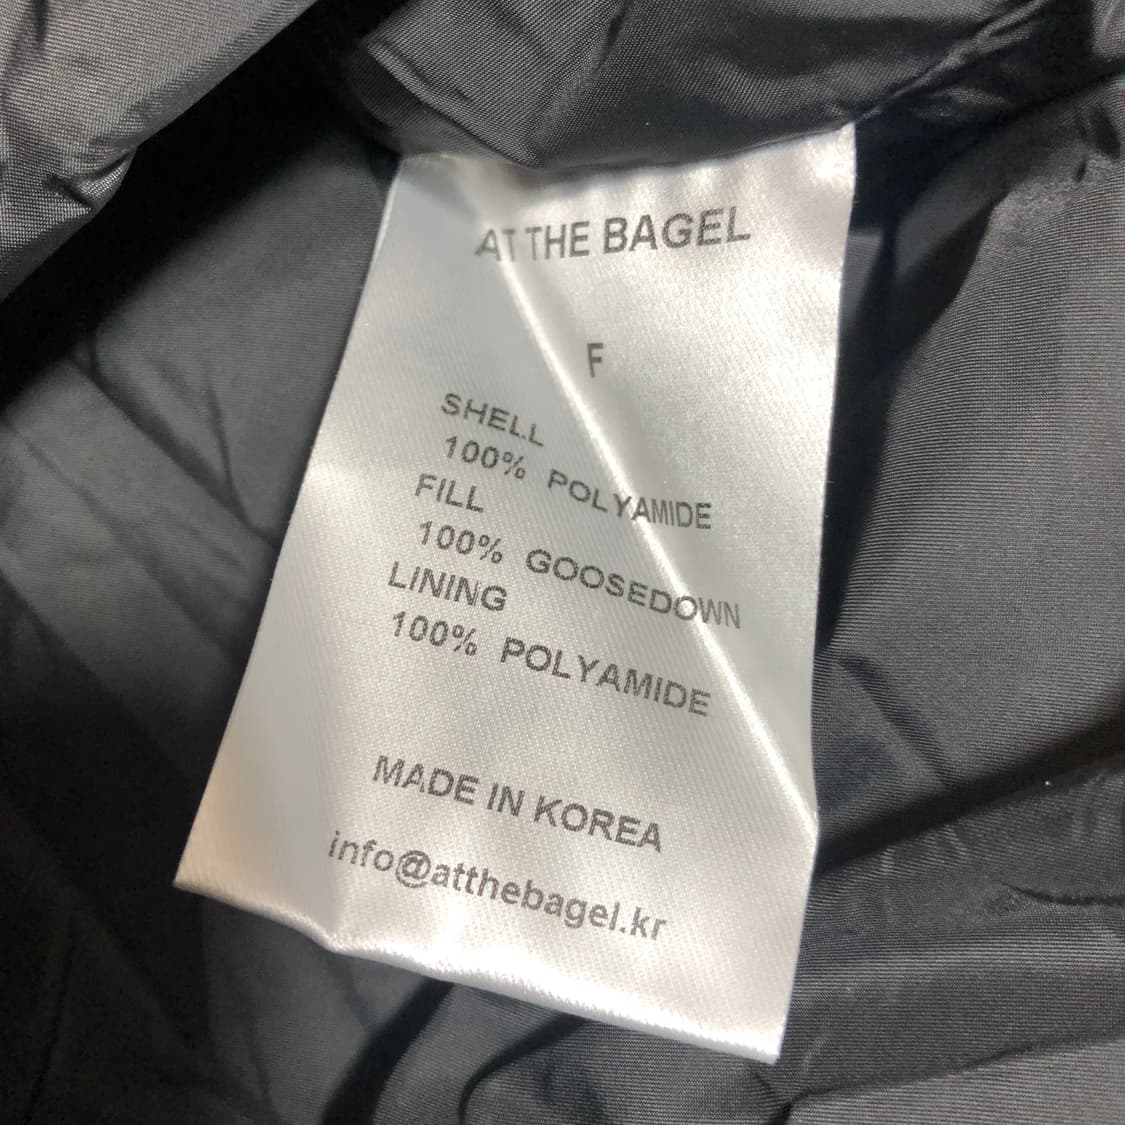 AT THE BAGEL
F
SHELL
100% POLYAMIDE
FILL
100% GOOSEDOWN
LINING
100% POLYAMIDE
MADE IN KOREA
info@atthebagel.kr